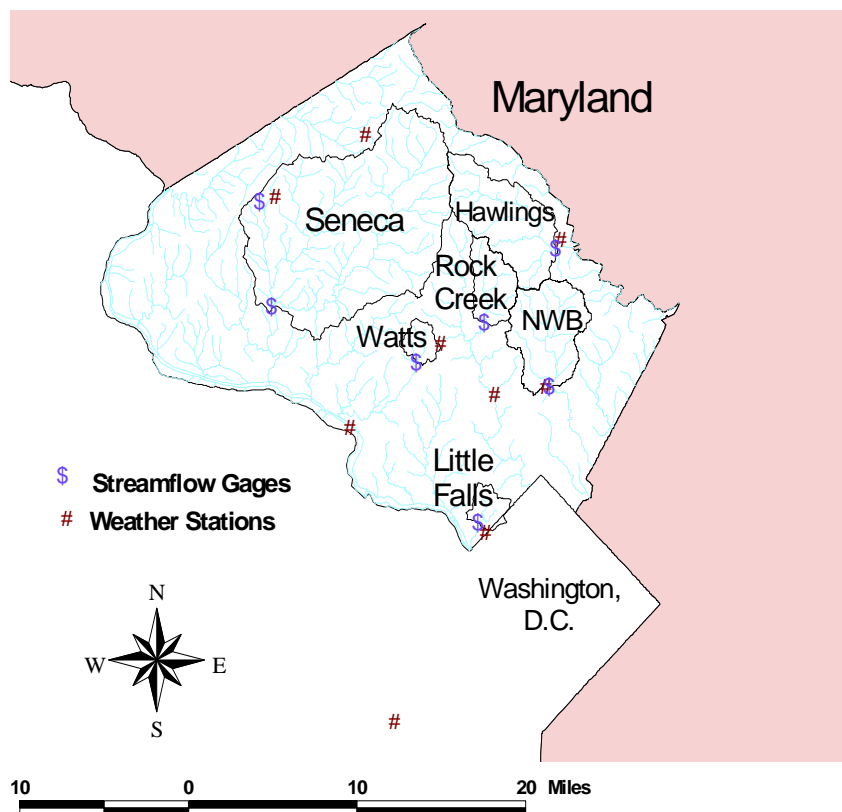 Maryland
Hawlings
Seneca
Rock
Creek
NWB
Watts
Little
Falls
$ Streamflow Gages
# Weather Stations
Washington,
D.C.
N
W E
S
10 0 10 20 Miles